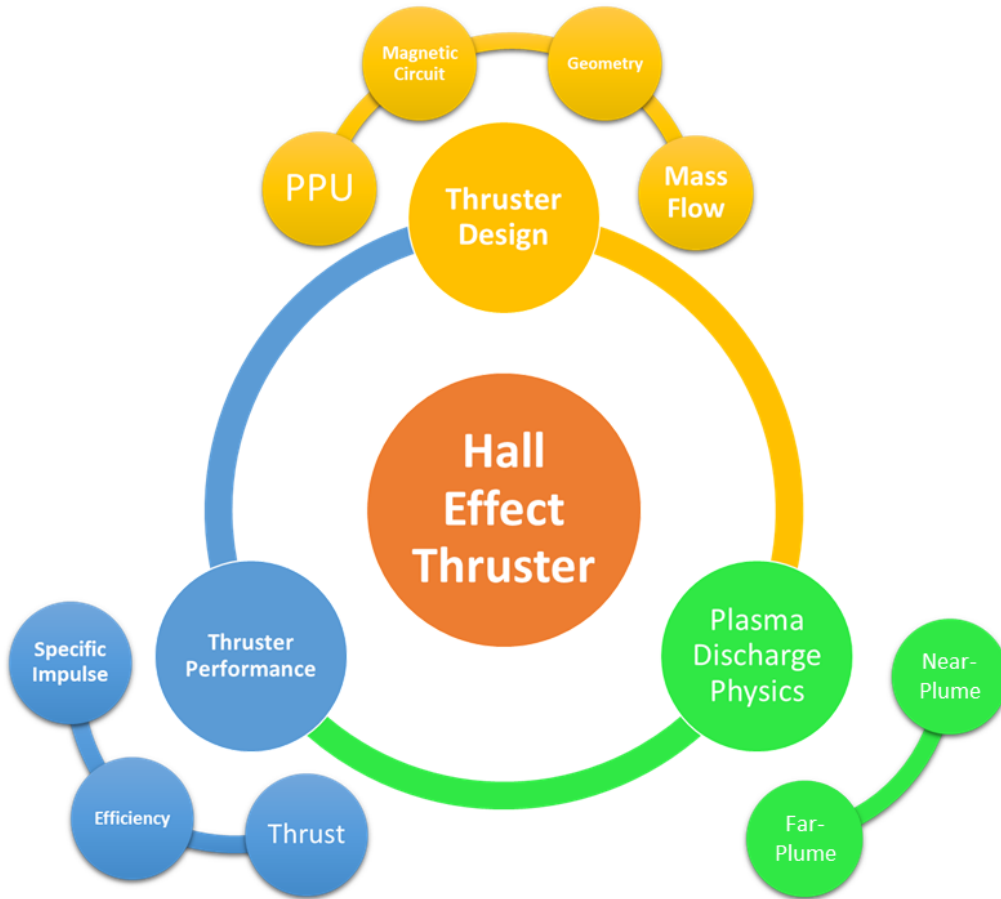 Magnetic
Circuit
Geometry
PPU
Mass
Flow
Thruster
Design
Hall
Effect
Thruster
Thruster
Performance
Plasma
Discharge
Physics
Specific
Impulse
Efficiency
Thrust
Near-
Plume
Far-
Plume